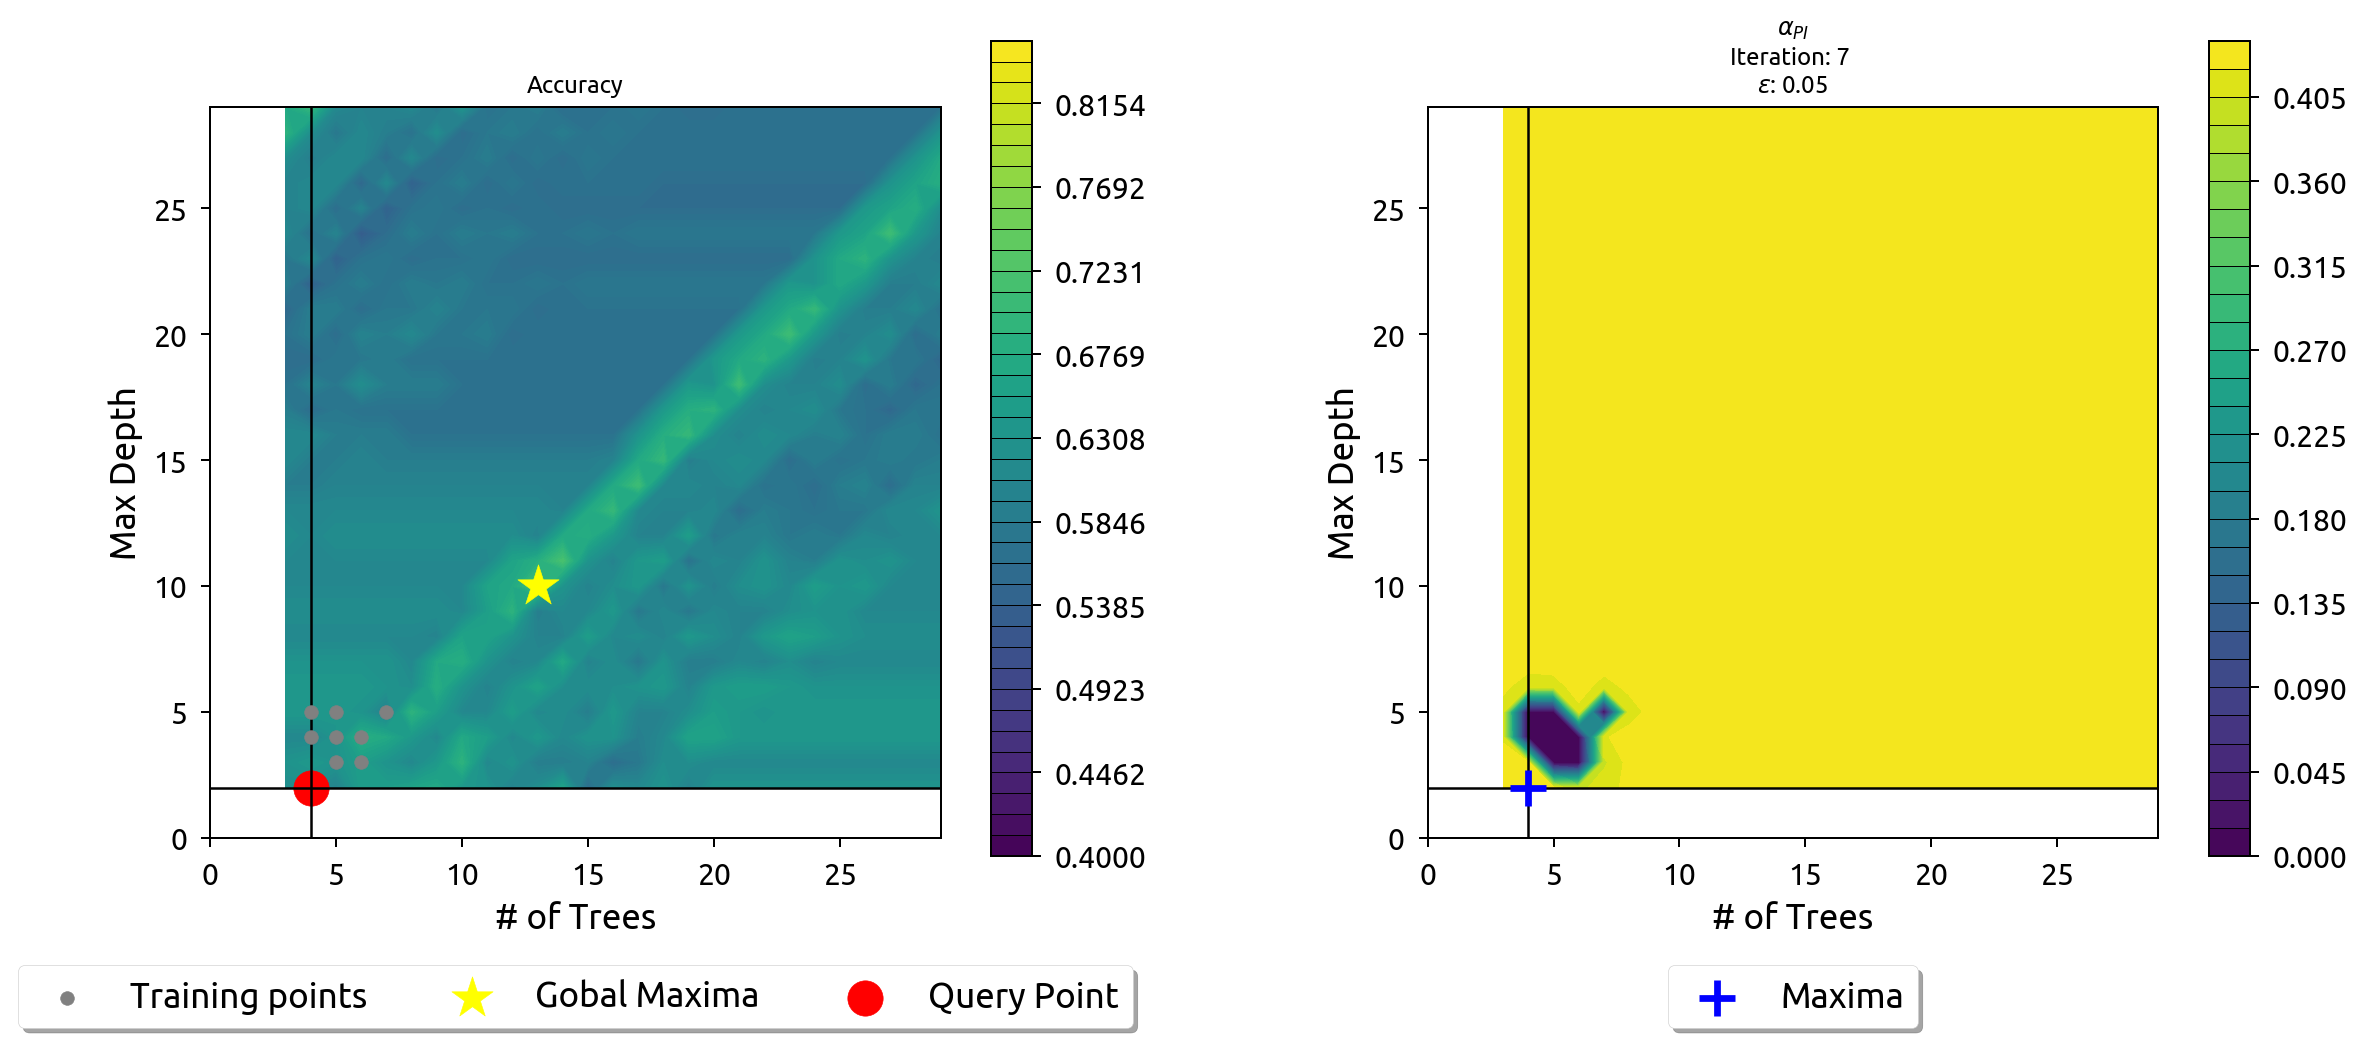 Accuracy
Max Depth
25
20
15
10
5
0
0 5 10 15 20 25
# of Trees
0.8154
0.7692
0.7231
0.6769
0.6308
0.5846
0.5385
0.4923
0.4462
0.4000
Training points
Gobal Maxima
Query Point
α_PI
Iteration: 7
ε: 0.05
Max Depth
25
20
15
10
5
0
0 5 10 15 20 25
# of Trees
0.405
0.360
0.315
0.270
0.225
0.180
0.135
0.090
0.045
0.000
Maxima